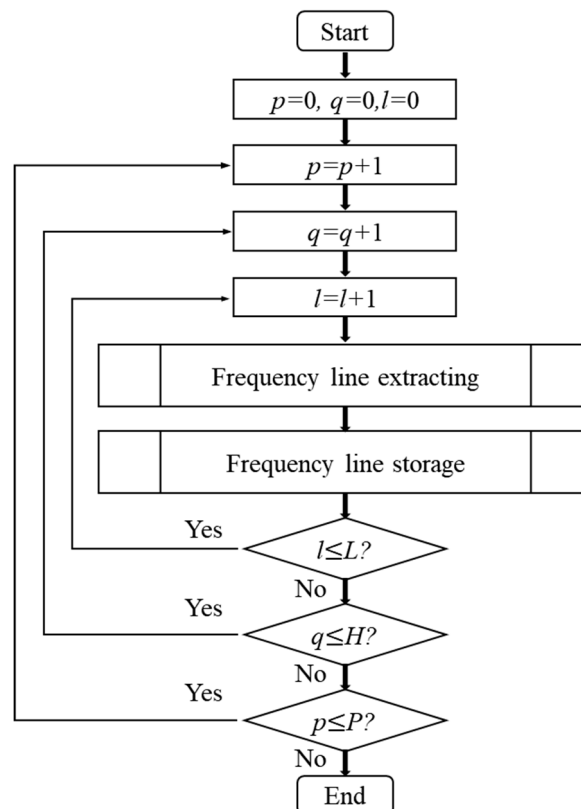 Start
p=0, q=0,l=0
p=p+1
q=q+1
l=l+1
Frequency line extracting
Frequency line storage
Yes
l≤L?
No
Yes
q≤H?
No
Yes
p≤P?
No
End